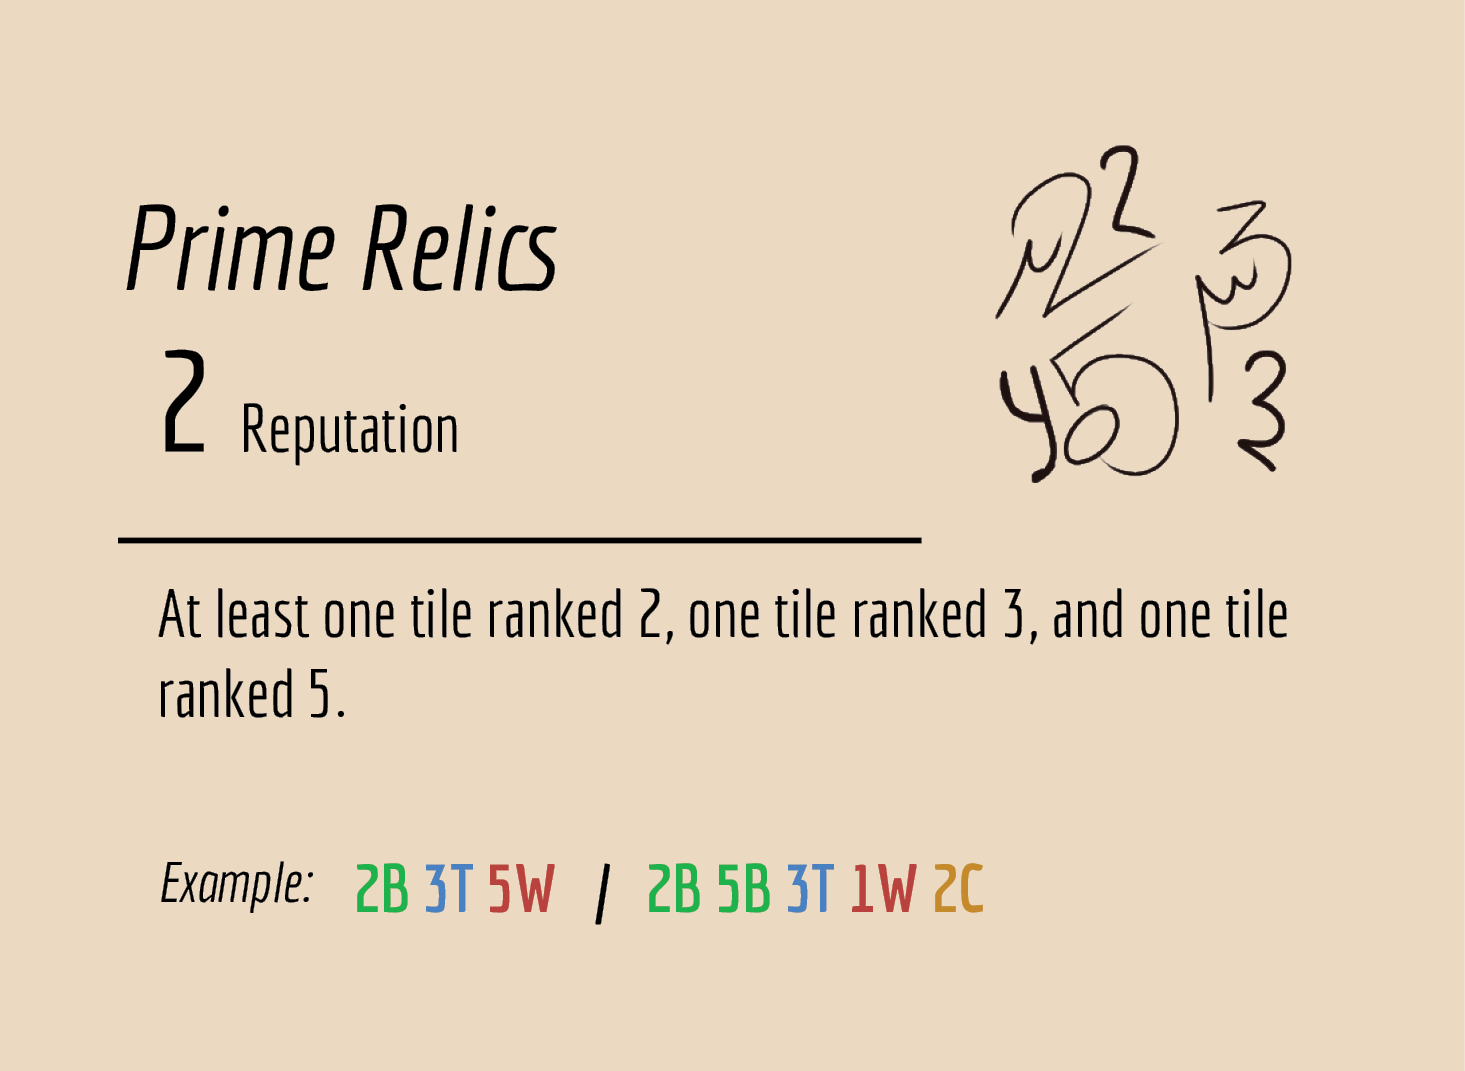 Prime Relics
2 Reputation
At least one tile ranked 2, one tile ranked 3, and one tile
ranked 5.
Example: 2B 3T 5W / 2B 5B 3T 1W 2C